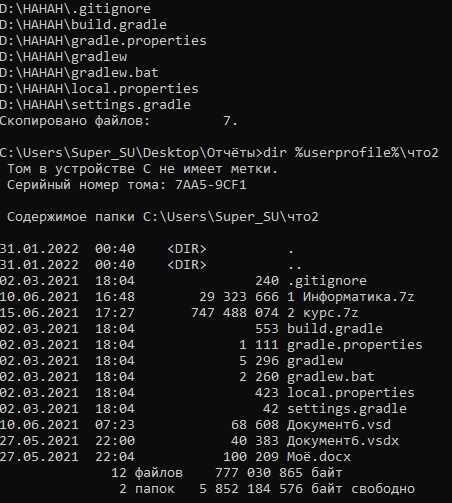 D:\НАНАН\.gitignore
D:\НАНАН\build.gradle
D:\НАНАН\gradle.properties
D:\НАНАН\gradlew
D:\НАНАН\gradlew.bat
D:\НАНАН\local.properties
D:\НАНАН\settings.gradle
Скопировано файлов:         7.
C:\Users\Super_SU\Desktop\Отчёты>dir %userprofile%\что2
 Том в устройстве C не имеет метки.
 Серийный номер тома: 7AA5-9CF1
 Содержимое папки C:\Users\Super_SU\что2
31.01.2022  00:40    <DIR>          .
31.01.2022  00:40    <DIR>          ..
02.03.2021  18:04               240 .gitignore
10.06.2021  16:48        29 323 666 1 Информатика.7z
15.06.2021  17:27       747 488 074 2 курс.7z
02.03.2021  18:04               553 build.gradle
02.03.2021  18:04             1 111 gradle.properties
02.03.2021  18:04             5 296 gradlew
02.03.2021  18:04             2 260 gradlew.bat
02.03.2021  18:04               423 local.properties
02.03.2021  18:04                42 settings.gradle
10.06.2021  07:23            68 608 Документ6.vsd
27.05.2021  22:00            40 383 Документ6.vsdx
27.05.2021  22:04           100 209 Моё.docx
              12 файлов    777 030 865 байт
               2 папок   5 852 184 576 байт свободно